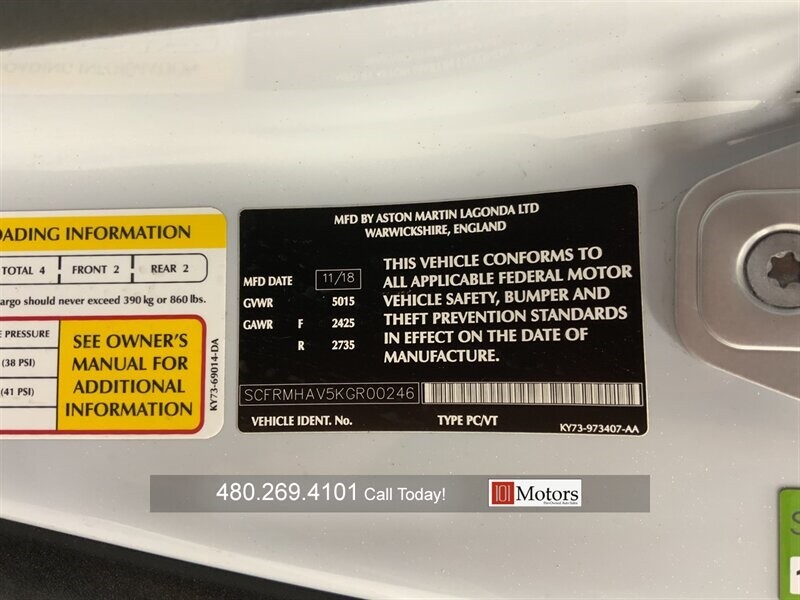 ADING INFORMATION
TOTAL 4 FRONT 2 REAR 2
argo should never exceed 390 kg or 860 lbs.
E PRESSURE
(38 PSI)
(41 PSI)
SEE OWNER'S
MANUAL FOR
ADDITIONAL
INFORMATION
KY73-69014-DA
MFD BY ASTON MARTIN LAGONDA LTD
WARWICKSHIRE, ENGLAND
MFD DATE 11/18
GVWR 5015
GAWR F 2425
R 2735
THIS VEHICLE CONFORMS TO
ALL APPLICABLE FEDERAL MOTOR
VEHICLE SAFETY, BUMPER AND
THEFT PREVENTION STANDARDS
IN EFFECT ON THE DATE OF
MANUFACTURE.
SCFRMHAV5KGR00246
VEHICLE IDENT. No. TYPE PC/VT
KY73-973407-AA
480.269.4101 Call Today!
101 Motors